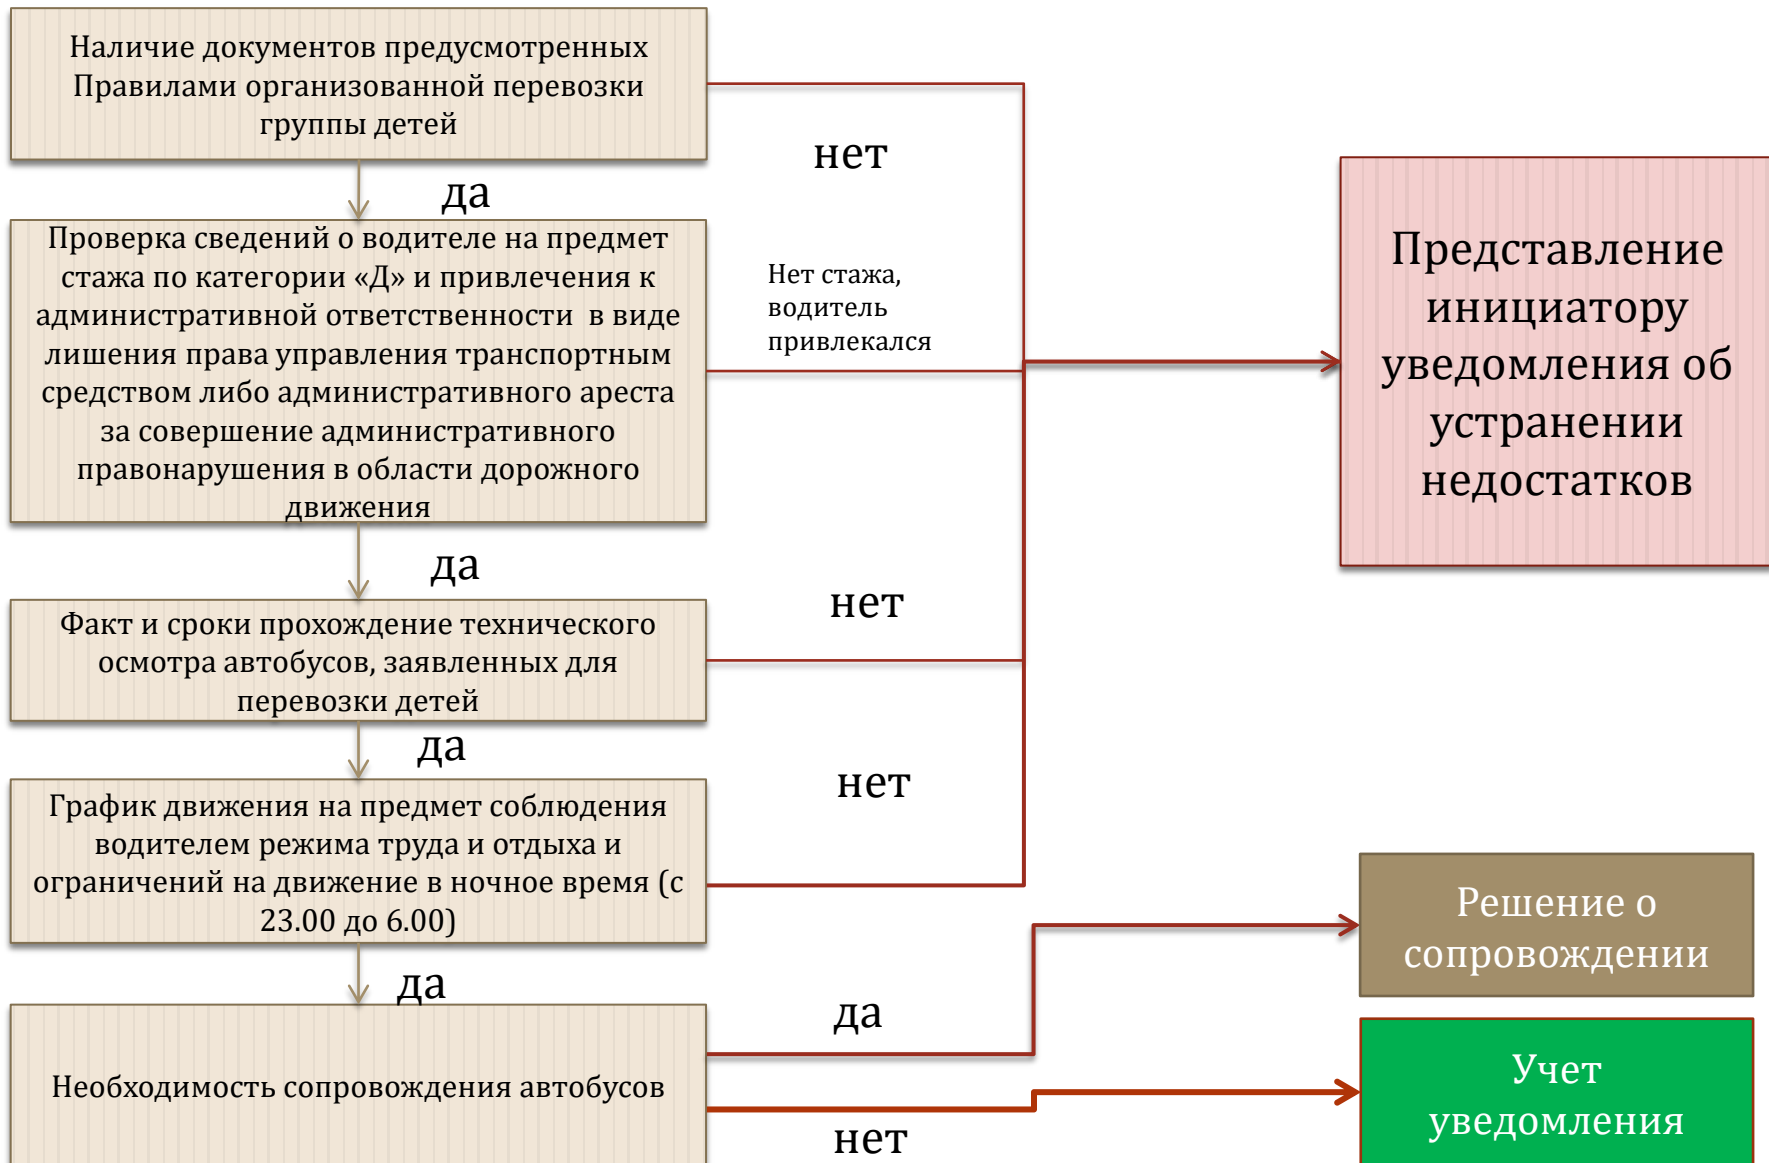 Наличие документов предусмотренных
Правилами организованной перевозки
группы детей
нет
да
Проверка сведений о водителе на предмет
стажа по категории «Д» и привлечения к
административной ответственности в виде
лишения права управления транспортным
средством либо административного ареста
за совершение административного
правонарушения в области дорожного
движения
Нет стажа,
водитель
привлекался
Представление
инициатору
уведомления об
устранении
недостатков
да
нет
Факт и сроки прохождение технического
осмотра автобусов, заявленных для
перевозки детей
да
нет
График движения на предмет соблюдения
водителем режима труда и отдыха и
ограничений на движение в ночное время (с
23.00 до 6.00)
Решение о
сопровождении
да
да
Необходимость сопровождения автобусов
нет
Учет
уведомления